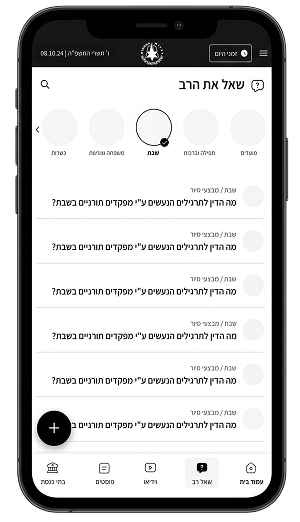 זמני היום
ו' תשרי התשפ"ה | 08.10.24
שאל את הרב
מועדים
תפילה וברכות
שבת
משפחה וצניעות
כשרות
שבת / מבצעי סיור
מה הדין לתרגילים הנעשים ע"י מפקדים תורניים בשבת?
שבת / מבצעי סיור
מה הדין לתרגילים הנעשים ע"י מפקדים תורניים בשבת?
שבת / מבצעי סיור
מה הדין לתרגילים הנעשים ע"י מפקדים תורניים בשבת?
שבת / מבצעי סיור
מה הדין לתרגילים הנעשים ע"י מפקדים תורניים בשבת?
שבת / מבצעי סיור
מה הדין לתרגילים הנעשים ע"י מפקדים תורניים בשבת?
שבת / מבצעי סיור
מה הדין לתרגילים הנעשים ע"י מפקדים תורניים בשבת?
עמוד בית
שאל רב
וידיאו
פוסטים
בתי כנסת